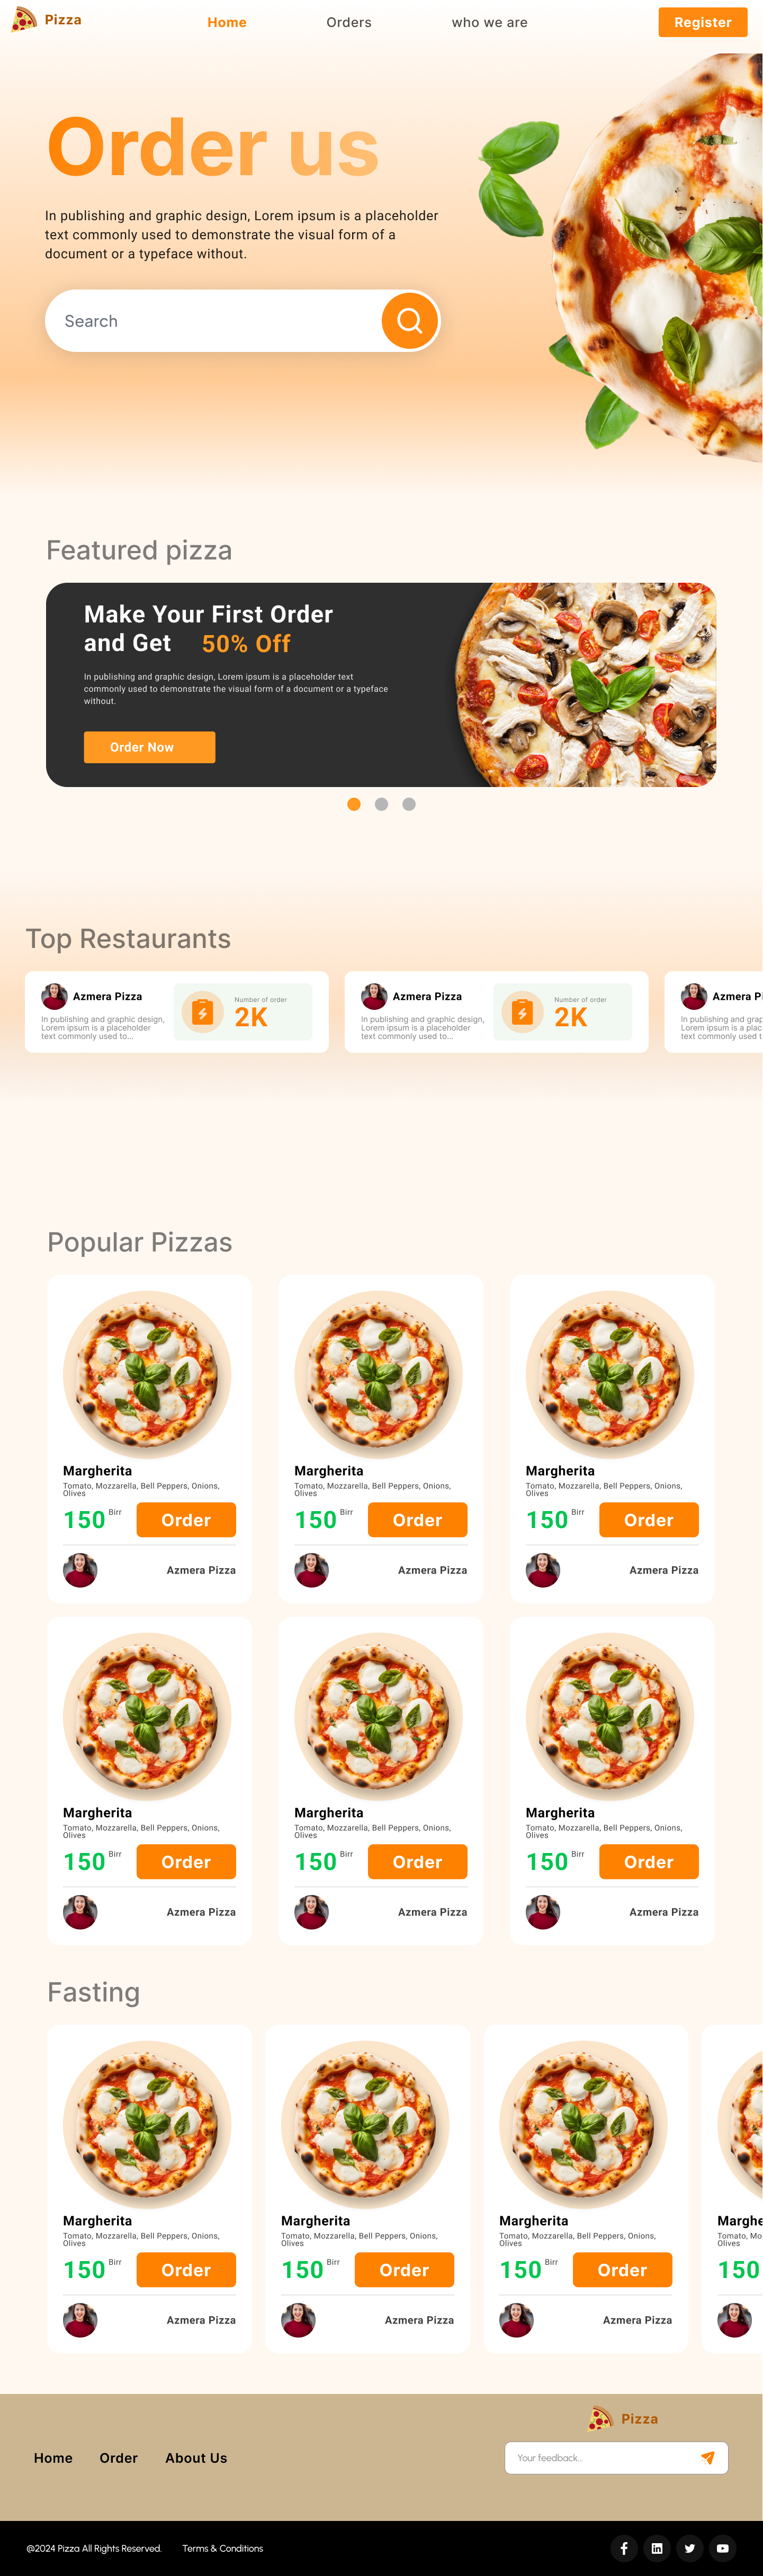 Pizza
Home
Orders
who we are
Register
Order us
In publishing and graphic design, Lorem ipsum is a placeholder
text commonly used to demonstrate the visual form of a
document or a typeface without.
Search
Featured pizza
Make Your First Order
and Get 50% Off
In publishing and graphic design, Lorem ipsum is a placeholder text
commonly used to demonstrate the visual form of a document or a typeface
without.
Order Now
Top Restaurants
Azmera Pizza
In publishing and graphic design,
Lorem ipsum is a placeholder
text commonly used to...
Number of order
2K
Azmera Pizza
In publishing and graphic design,
Lorem ipsum is a placeholder
text commonly used to...
Number of order
2K
Azmera Pi
In publishing and grap
Lorem ipsum is a plac
text commonly used t
Popular Pizzas
Margherita
Tomato, Mozzarella, Bell Peppers, Onions,
Olives
150 Birr
Order
Azmera Pizza
Margherita
Tomato, Mozzarella, Bell Peppers, Onions,
Olives
150 Birr
Order
Azmera Pizza
Margherita
Tomato, Mozzarella, Bell Peppers, Onions,
Olives
150 Birr
Order
Azmera Pizza
Margherita
Tomato, Mozzarella, Bell Peppers, Onions,
Olives
150 Birr
Order
Azmera Pizza
Margherita
Tomato, Mozzarella, Bell Peppers, Onions,
Olives
150 Birr
Order
Azmera Pizza
Margherita
Tomato, Mozzarella, Bell Peppers, Onions,
Olives
150 Birr
Order
Azmera Pizza
Fasting
Margherita
Tomato, Mozzarella, Bell Peppers, Onions,
Olives
150 Birr
Order
Azmera Pizza
Margherita
Tomato, Mozzarella, Bell Peppers, Onions,
Olives
150 Birr
Order
Azmera Pizza
Margherita
Tomato, Mozzarella, Bell Peppers, Onions,
Olives
150 Birr
Order
Azmera Pizza
Marghe
Tomato, Mo
Olives
150
Pizza
Home
Order
About Us
Your feedback...
@2024 Pizza All Rights Reserved.
Terms & Conditions